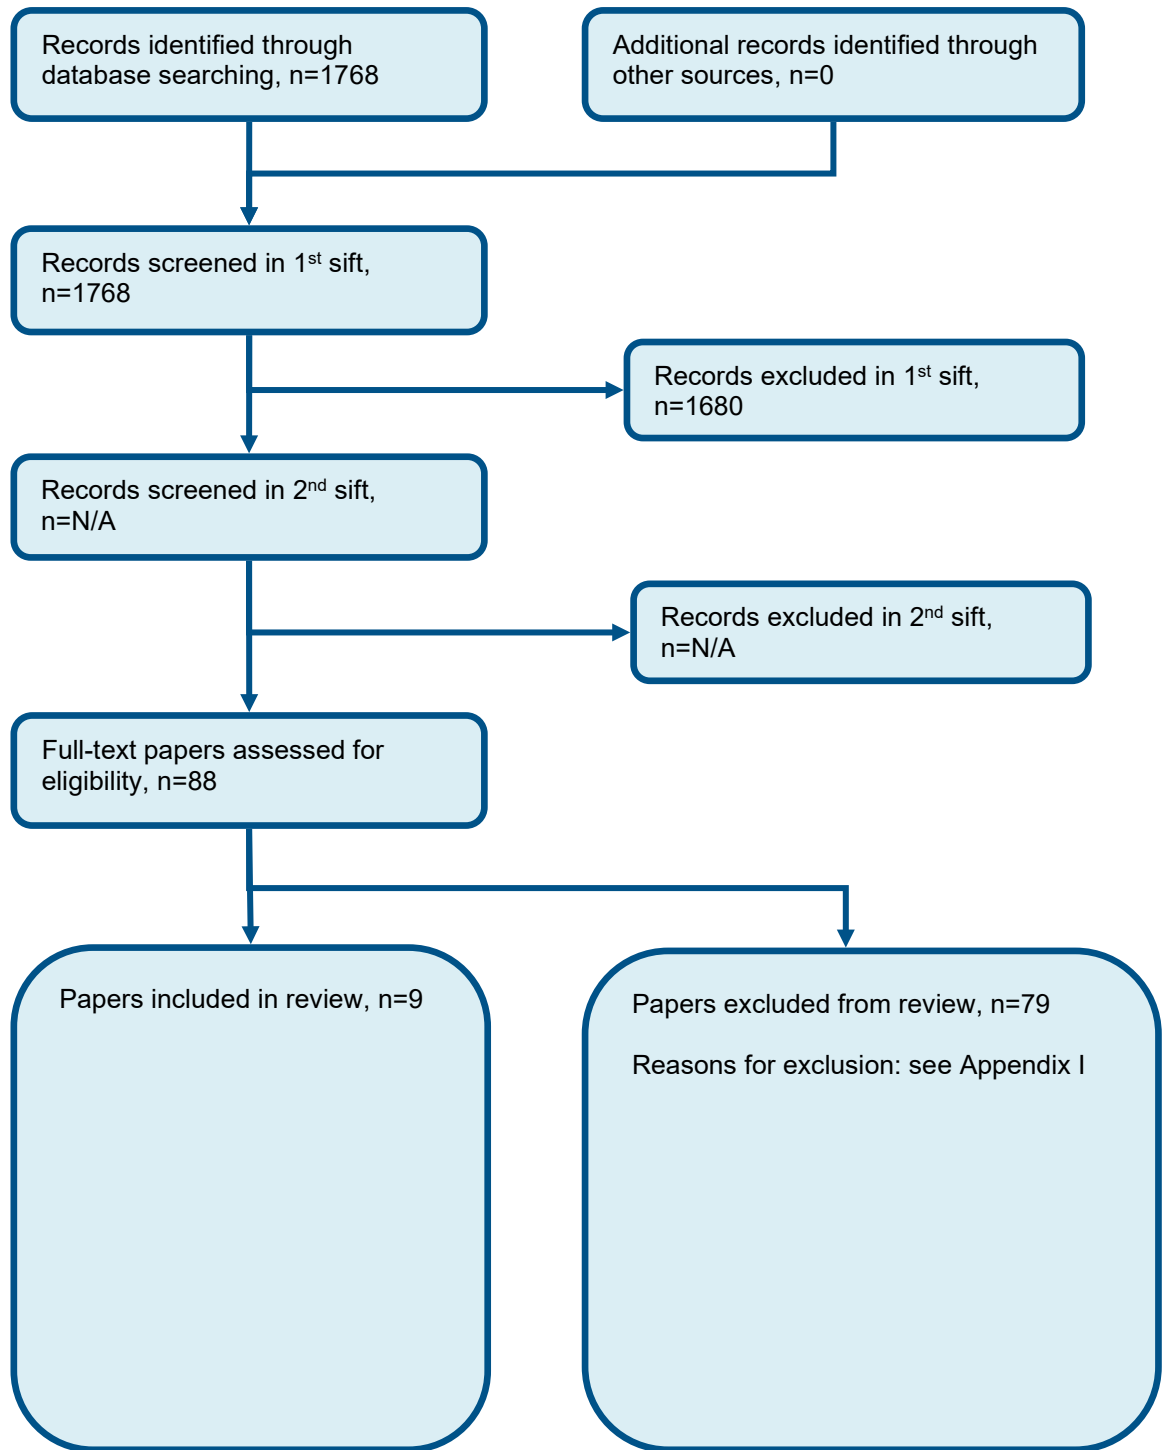 Records identified through
database searching, n=1768
Additional records identified through
other sources, n=0
Records screened in 1st sift,
n=1768
Records excluded in 1st sift,
n=1680
Records screened in 2nd sift,
n=N/A
Records excluded in 2nd sift,
n=N/A
Full-text papers assessed for
eligibility, n=88
Papers included in review, n=9
Papers excluded from review, n=79
Reasons for exclusion: see Appendix I